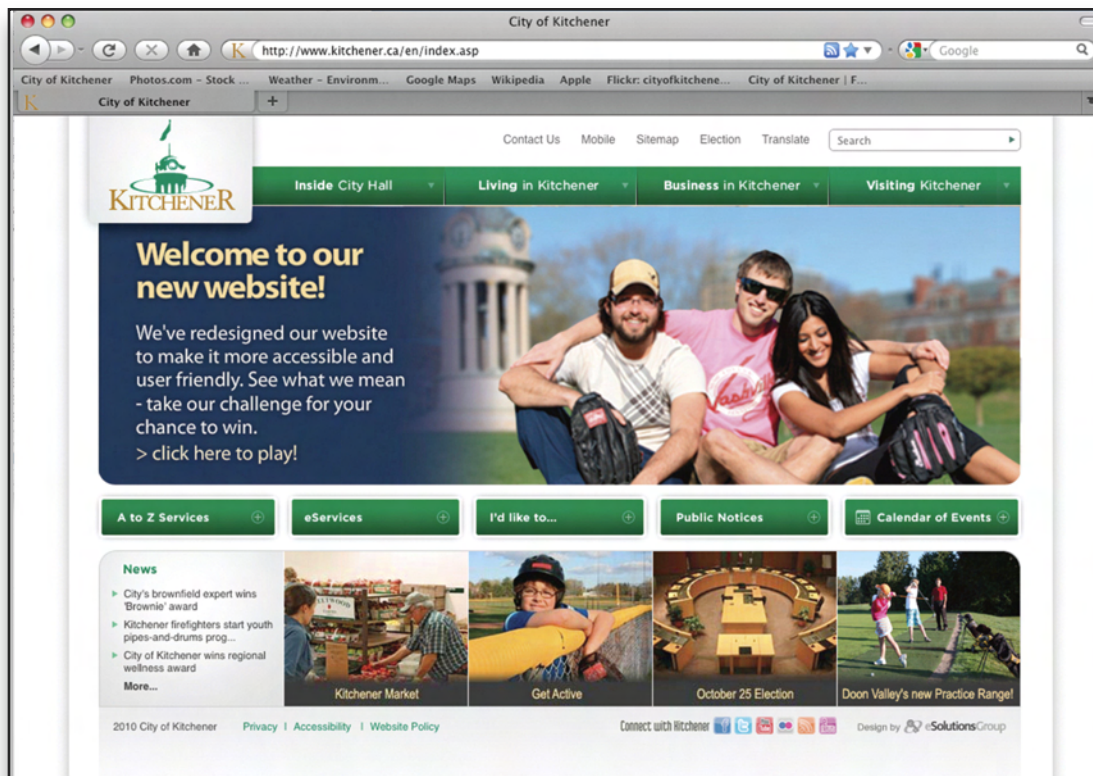 City of Kitchener
http://www.kitchener.ca/en/index.asp
Google
City of Kitchener Photos.com – Stock ... Weather – Environm... Google Maps Wikipedia Apple Flickr: cityofkitchene... City of Kitchener | F...
K City of Kitchener +
Contact Us Mobile Sitemap Election Translate Search
KITCHENER
Inside City Hall Living in Kitchener Business in Kitchener Visiting Kitchener
Welcome to our
new website!
We've redesigned our website
to make it more accessible and
user friendly. See what we mean
- take our challenge for your
chance to win.
> click here to play!
Nashville
A to Z Services eServices I'd like to... Public Notices Calendar of Events
News
City's brownfield expert wins
'Brownie' award
Kitchener firefighters start youth
pipes-and-drums prog...
City of Kitchener wins regional
wellness award
More...
Kitchener Market Get Active October 25 Election Doon Valley's new Practice Range!
2010 City of Kitchener Privacy | Accessibility | Website Policy Connect with Kitchener Design by eSolutionsGroup